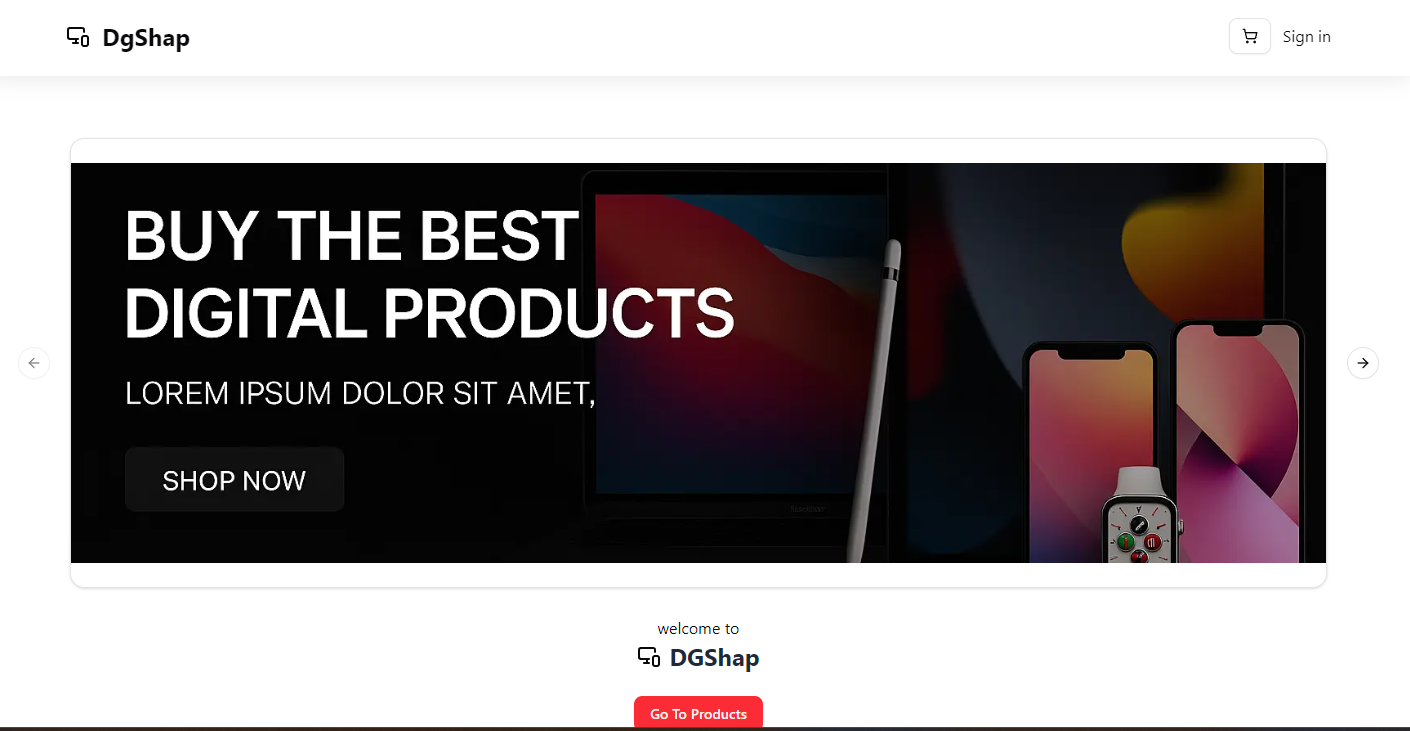 DgShap
Sign in
BUY THE BEST
DIGITAL PRODUCTS
LOREM IPSUM DOLOR SIT AMET,
SHOP NOW
welcome to
DGShap
Go To Products